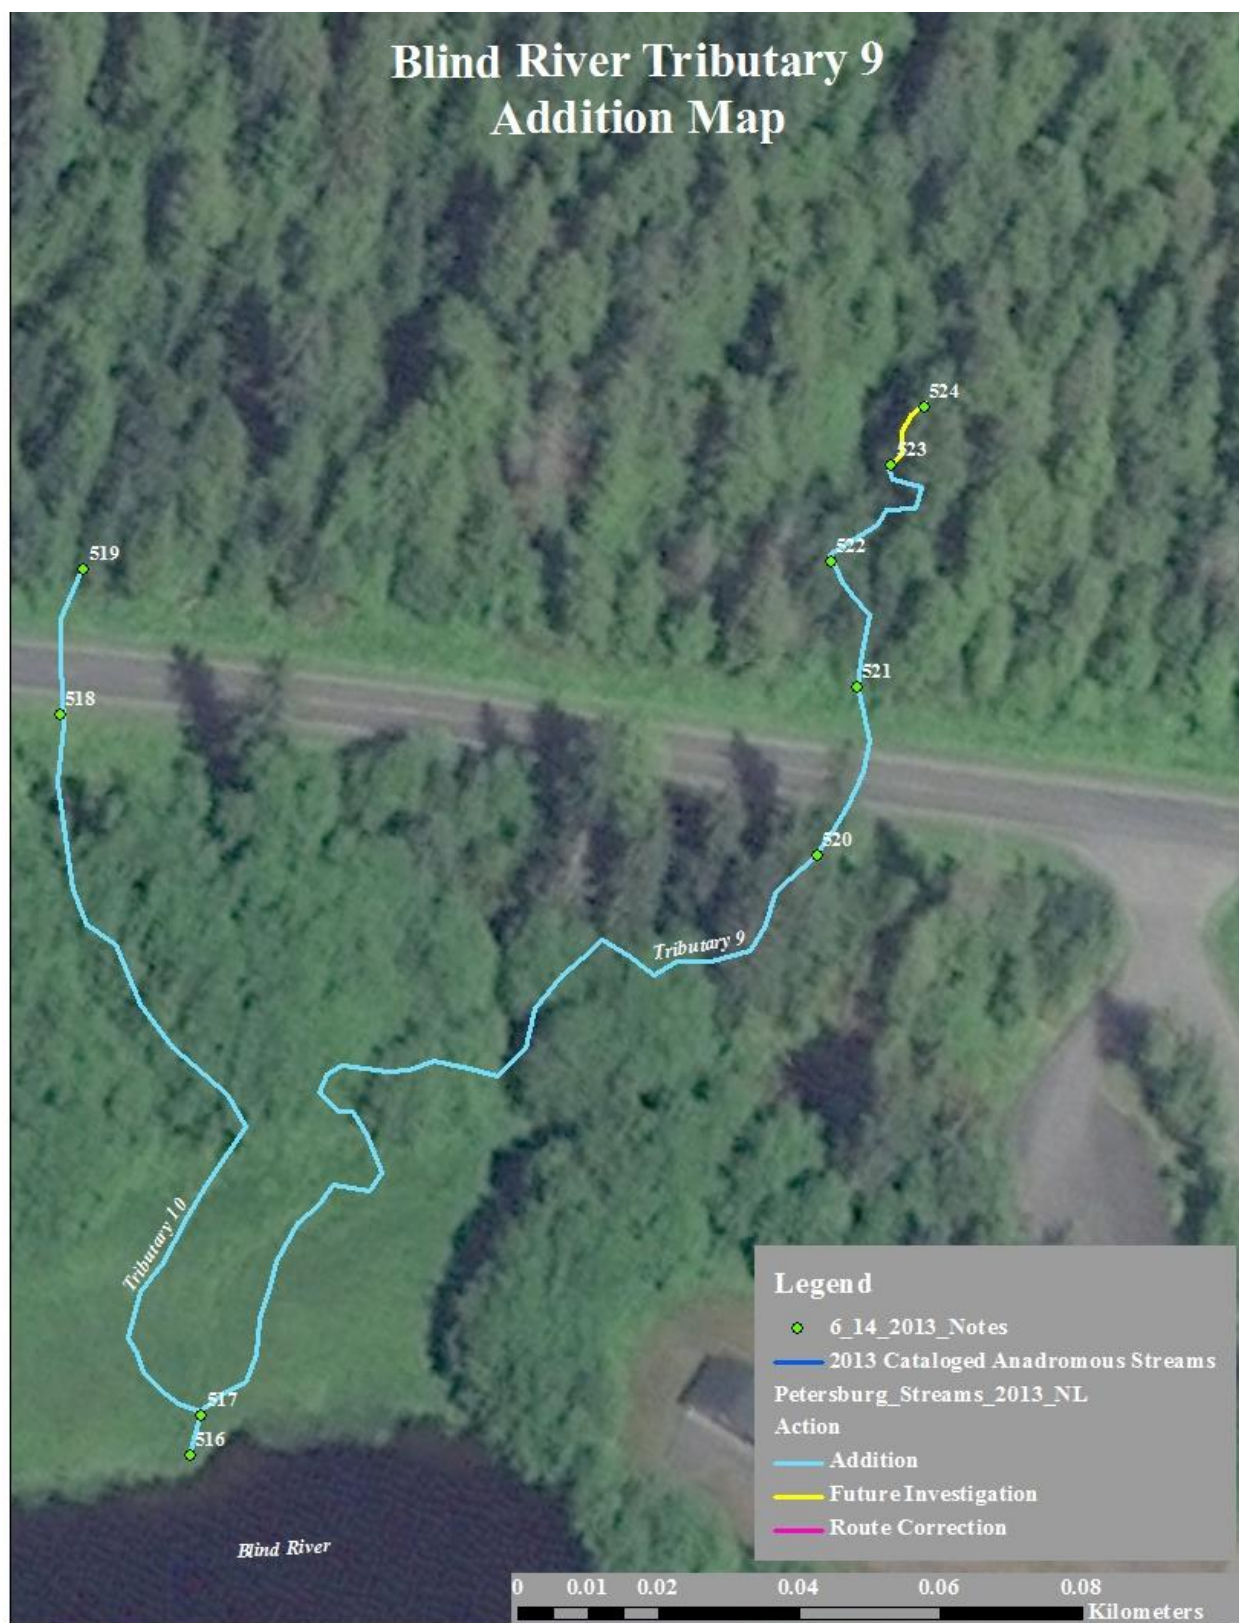 Blind River Tributary 9
Addition Map
524
523
522
519
521
518
520
Tributary 9
Tributary 10
517
516
Blind River
Legend
6_14_2013_Notes
2013 Cataloged Anadromous Streams
Petersburg_Streams_2013_NL
Action
Addition
Future Investigation
Route Correction
0 0.01 0.02 0.04 0.06 0.08
Kilometers